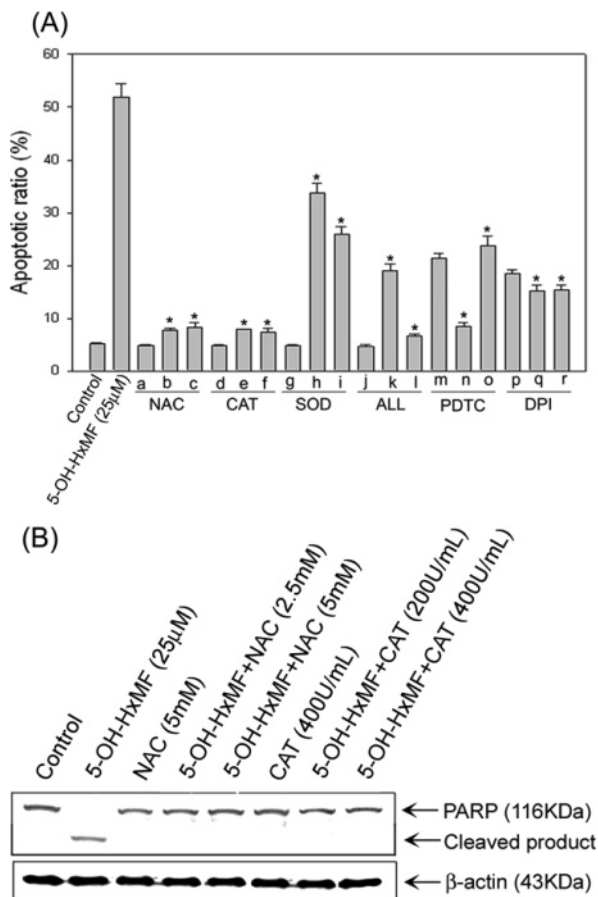 (A)
Apoptotic ratio (%)
60
50
40
30
20
10
0
* * * * * * * * * * * *
Control
5-OH-HxMF (25μM)
a b c d e f g h i j k l m n o p q r
NAC CAT SOD ALL PDTC DPI
(B)
Control
5-OH-HxMF (25μM)
NAC (5mM)
5-OH-HxMF+NAC (2.5mM)
5-OH-HxMF+NAC (5mM)
CAT (400U/mL)
5-OH-HxMF+CAT (200U/mL)
5-OH-HxMF+CAT (400U/mL)
PARP (116KDa)
Cleaved product
β-actin (43KDa)